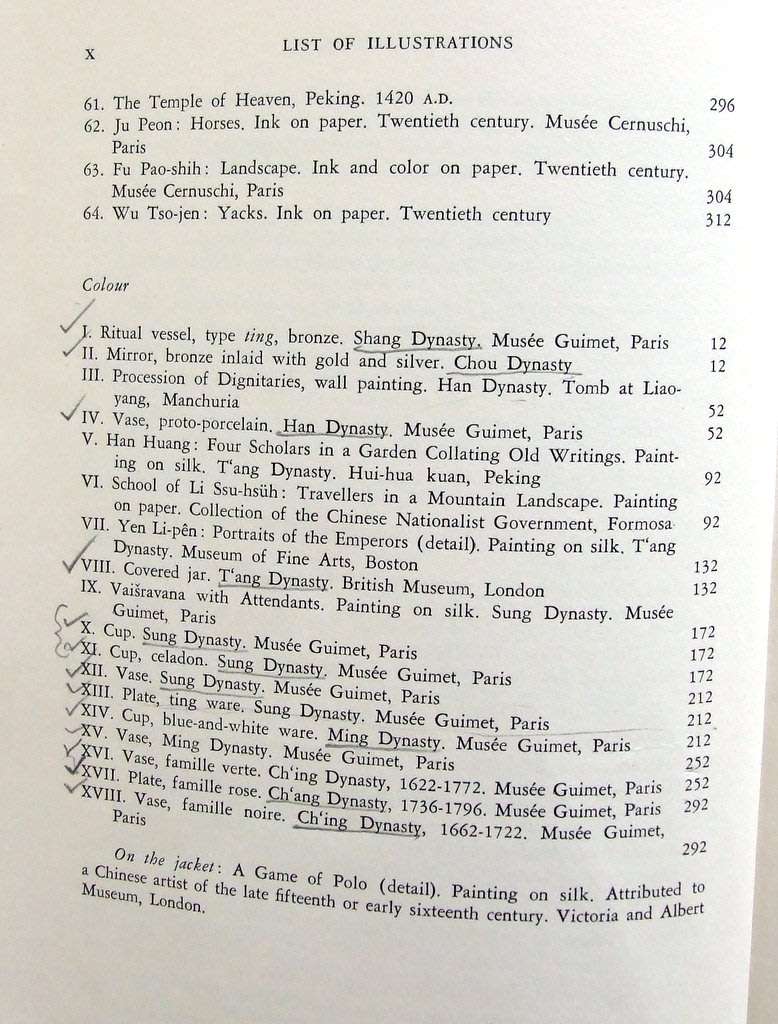 X
LIST OF ILLUSTRATIONS
61. The Temple of Heaven, Peking. 1420 A.D. 296
62. Ju Peon: Horses. Ink on paper. Twentieth century. Musée Cernuschi,
Paris 304
63. Fu Pao-shih: Landscape. Ink and color on paper. Twentieth century.
Musée Cernuschi, Paris 304
64. Wu Tso-jen: Yacks. Ink on paper. Twentieth century 312
Colour
I. Ritual vessel, type ting, bronze. Shang Dynasty. Musée Guimet, Paris 12
II. Mirror, bronze inlaid with gold and silver. Chou Dynasty 12
III. Procession of Dignitaries, wall painting. Han Dynasty. Tomb at Liao-
yang, Manchuria 52
IV. Vase, proto-porcelain. Han Dynasty. Musée Guimet, Paris 52
V. Han Huang: Four Scholars in a Garden Collating Old Writings. Paint-
ing on silk. T‘ang Dynasty. Hui-hua kuan, Peking 92
VI. School of Li Ssu-hsüh: Travellers in a Mountain Landscape. Painting
on paper. Collection of the Chinese Nationalist Government, Formosa 92
VII. Yen Li-pên: Portraits of the Emperors (detail). Painting on silk. T‘ang
Dynasty. Museum of Fine Arts, Boston 132
VIII. Covered jar. T‘ang Dynasty. British Museum, London 132
IX. Vaišravana with Attendants. Painting on silk. Sung Dynasty. Musée
Guimet, Paris 172
X. Cup. Sung Dynasty. Musée Guimet, Paris 172
XI. Cup, celadon. Sung Dynasty. Musée Guimet, Paris 172
XII. Vase. Sung Dynasty. Musée Guimet, Paris 212
XIII. Plate, ting ware. Sung Dynasty. Musée Guimet, Paris 212
XIV. Cup, blue-and-white ware. Ming Dynasty. Musée Guimet, Paris 212
XV. Vase, Ming Dynasty. Musée Guimet, Paris 252
XVI. Vase, famille verte. Ch‘ing Dynasty, 1622-1772. Musée Guimet, Paris 252
XVII. Plate, famille rose. Ch‘ang Dynasty, 1736-1796. Musée Guimet, Paris 292
XVIII. Vase, famille noire. Ch‘ing Dynasty, 1662-1722. Musée Guimet,
Paris 292
On the jacket: A Game of Polo (detail). Painting on silk. Attributed to
a Chinese artist of the late fifteenth or early sixteenth century. Victoria and Albert
Museum, London.